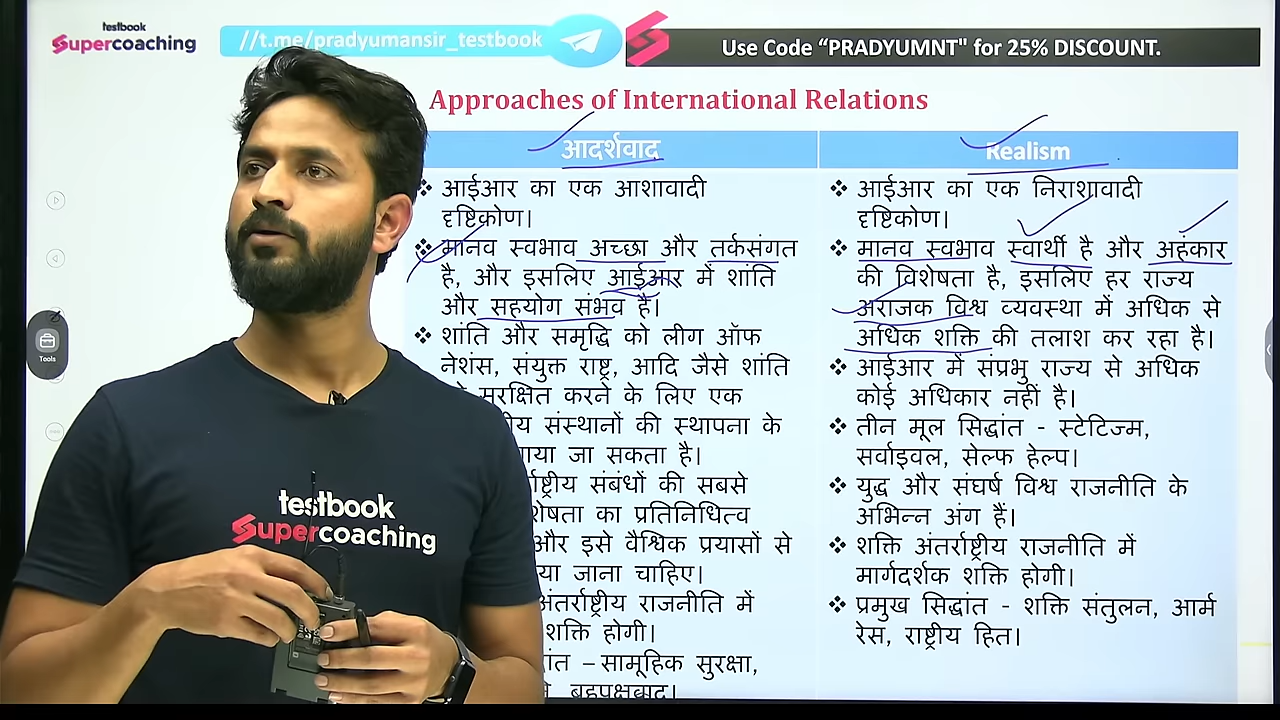 testbook
Supercoaching
//t.me/pradyumansir_testbook
Use Code “PRADYUMNT" for 25% DISCOUNT.
Approaches of International Relations
आदर्शवाद
❖ आईआर का एक आशावादी
दृष्टिकोण।
❖ मानव स्वभाव अच्छा और तर्कसंगत
है, और इसलिए आईआर में शांति
और सहयोग संभव है।
❖ शांति और समृद्धि को लीग ऑफ
नेशंस, संयुक्त राष्ट्र, आदि जैसे शांति
सुरक्षित करने के लिए एक
संस्थानों की स्थापना के
जा सकता है।
संबंधों की सबसे
का प्रतिनिधित्व
और इसे वैश्विक प्रयासों से
जाना चाहिए।
अंतर्राष्ट्रीय राजनीति में
शक्ति होगी।
– सामूहिक सुरक्षा,
बहुपक्षवाद।
Realism
❖ आईआर का एक निराशावादी
दृष्टिकोण।
❖ मानव स्वभाव स्वार्थी है और अहंकार
की विशेषता है, इसलिए हर राज्य
अराजक विश्व व्यवस्था में अधिक से
अधिक शक्ति की तलाश कर रहा है।
❖ आईआर में संप्रभु राज्य से अधिक
कोई अधिकार नहीं है।
❖ तीन मूल सिद्धांत - स्टेटिज्म,
सर्वाइवल, सेल्फ हेल्प।
❖ युद्ध और संघर्ष विश्व राजनीति के
अभिन्न अंग हैं।
❖ शक्ति अंतर्राष्ट्रीय राजनीति में
मार्गदर्शक शक्ति होगी।
❖ प्रमुख सिद्धांत - शक्ति संतुलन, आर्म
रेस, राष्ट्रीय हित।
Tools
testbook
Supercoaching